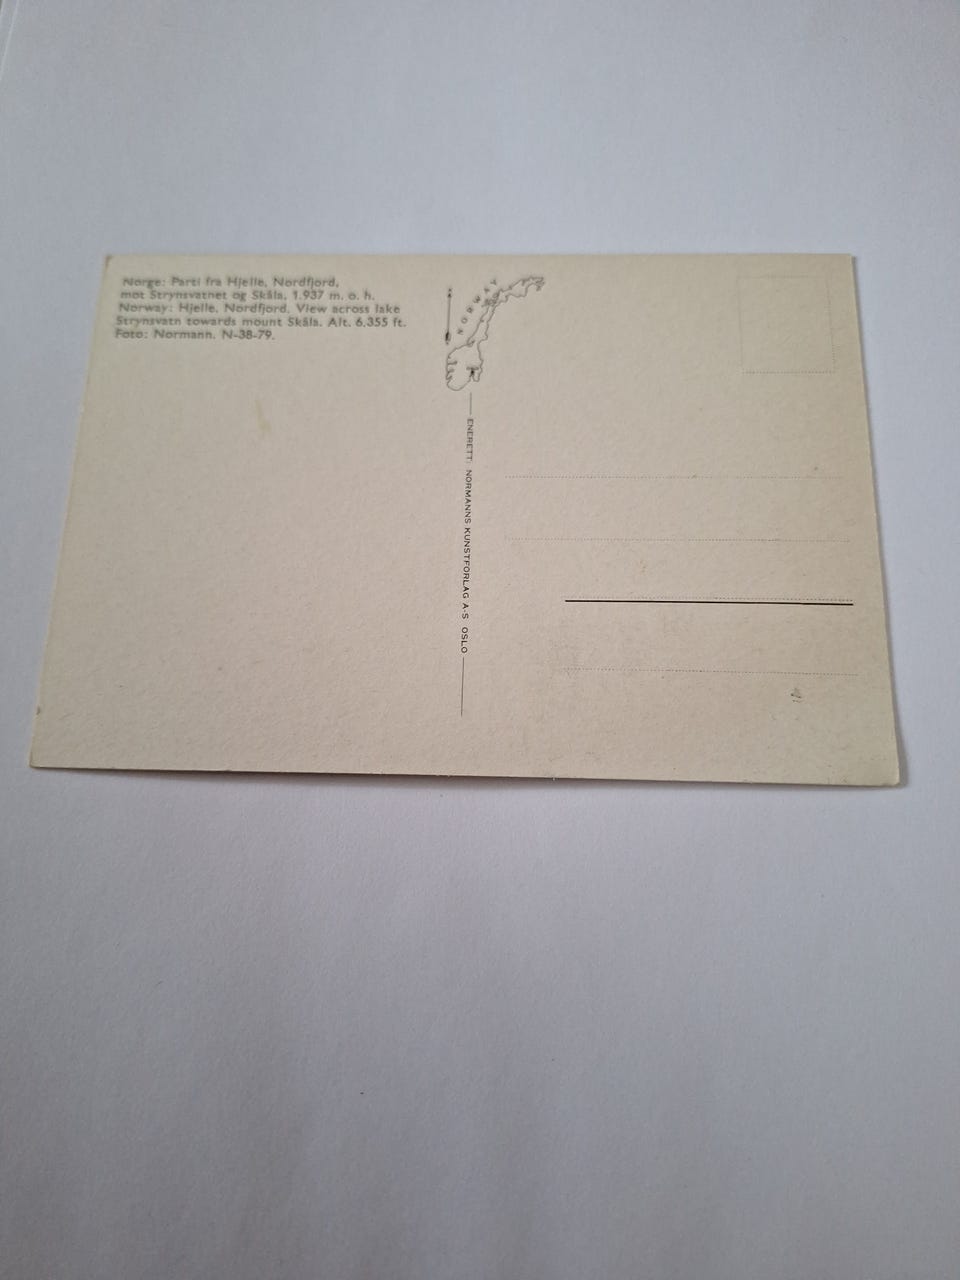 Norge: Parti fra Hjelle, Nordfjord,
mot Strynsvatnet og Skåla, 1.937 m. o. h.
Norway: Hjelle, Nordfjord. View across lake
Strynsvatn towards mount Skåla. Alt. 6,355 ft.
Foto: Normann. N-38-79.
NORWAY
ENERETT: NORMANNS KUNSTFORLAG A-S OSLO